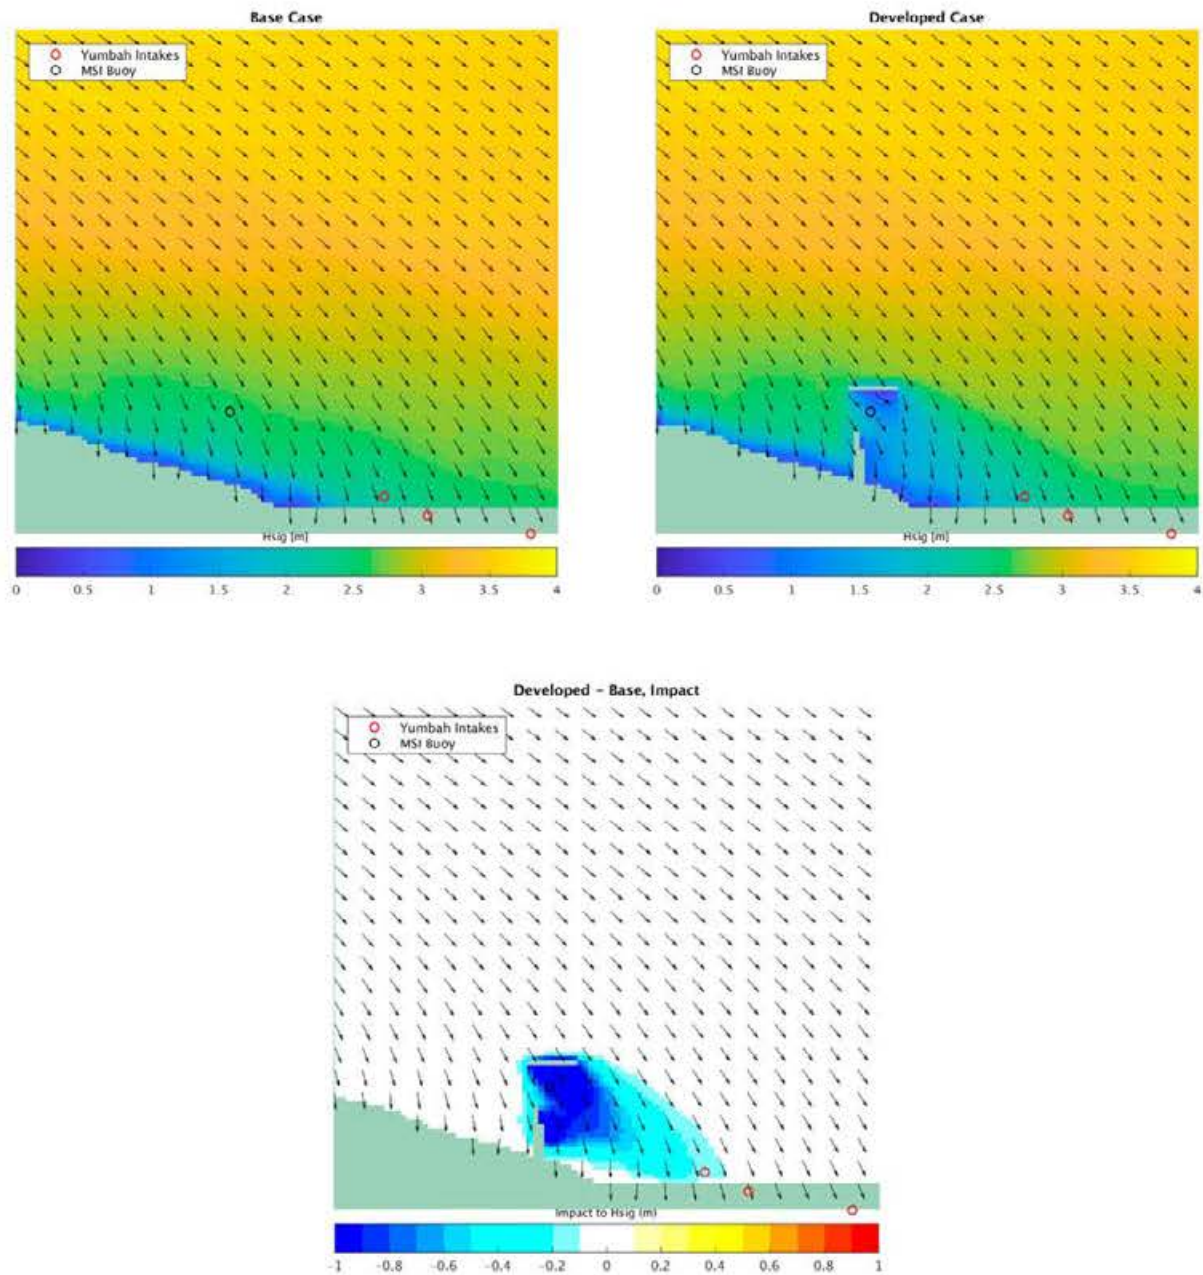 Base Case
Yumbah Intakes
MSI Buoy
Hsig (m)
0 0.5 1 1.5 2 2.5 3 3.5 4
Developed Case
Yumbah Intakes
MSI Buoy
Hsig (m)
0 0.5 1 1.5 2 2.5 3 3.5 4
Developed - Base, Impact
Yumbah Intakes
MSI Buoy
Impact to Hsig (m)
-1 -0.8 -0.6 -0.4 -0.2 0 0.2 0.4 0.6 0.8 1